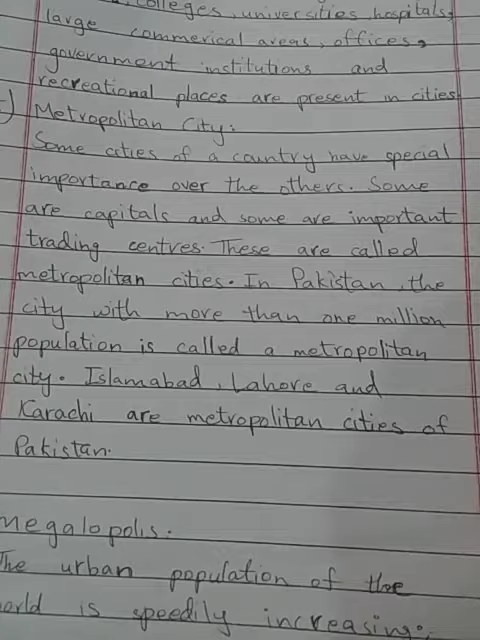 colleges, universities, hospitals,
large commerical areas, offices,
government institutions and
recreational places are present in cities
) Metropolitan City:
Some cities of a country have special
importance over the others. Some
are capitals and some are important
trading centres. These are called
metropolitan cities. In Pakistan, the
city with more than one million
population is called a metropolitan
city. Islamabad, Lahore and
Karachi are metropolitan cities of
Pakistan.
megalopolis.
The urban population of the
orld is speedily increasing.